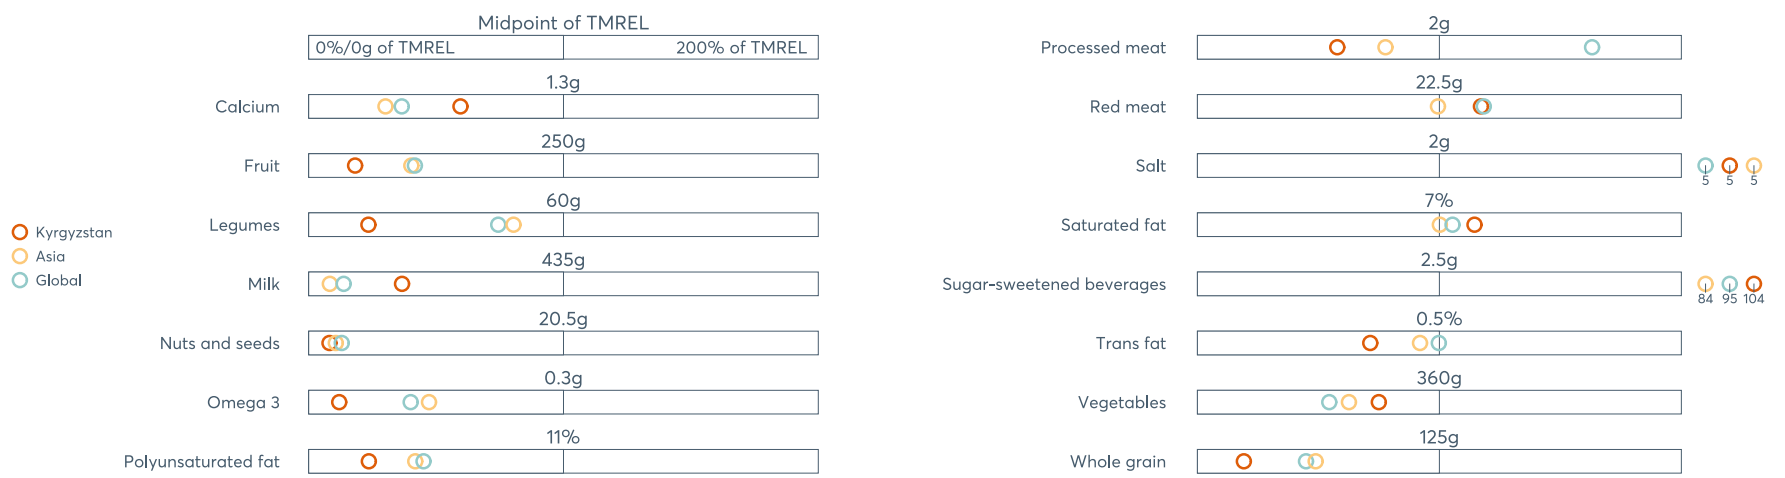 Midpoint of TMREL
0%/0g of TMREL
200% of TMREL
1.3g
Calcium
250g
Fruit
60g
Legumes
435g
Milk
20.5g
Nuts and seeds
0.3g
Omega 3
11%
Polyunsaturated fat
Kyrgyzstan
Asia
Global
2g
Processed meat
22.5g
Red meat
2g
Salt
5 5 5
7%
Saturated fat
2.5g
Sugar-sweetened beverages
84 95 104
0.5%
Trans fat
360g
Vegetables
125g
Whole grain